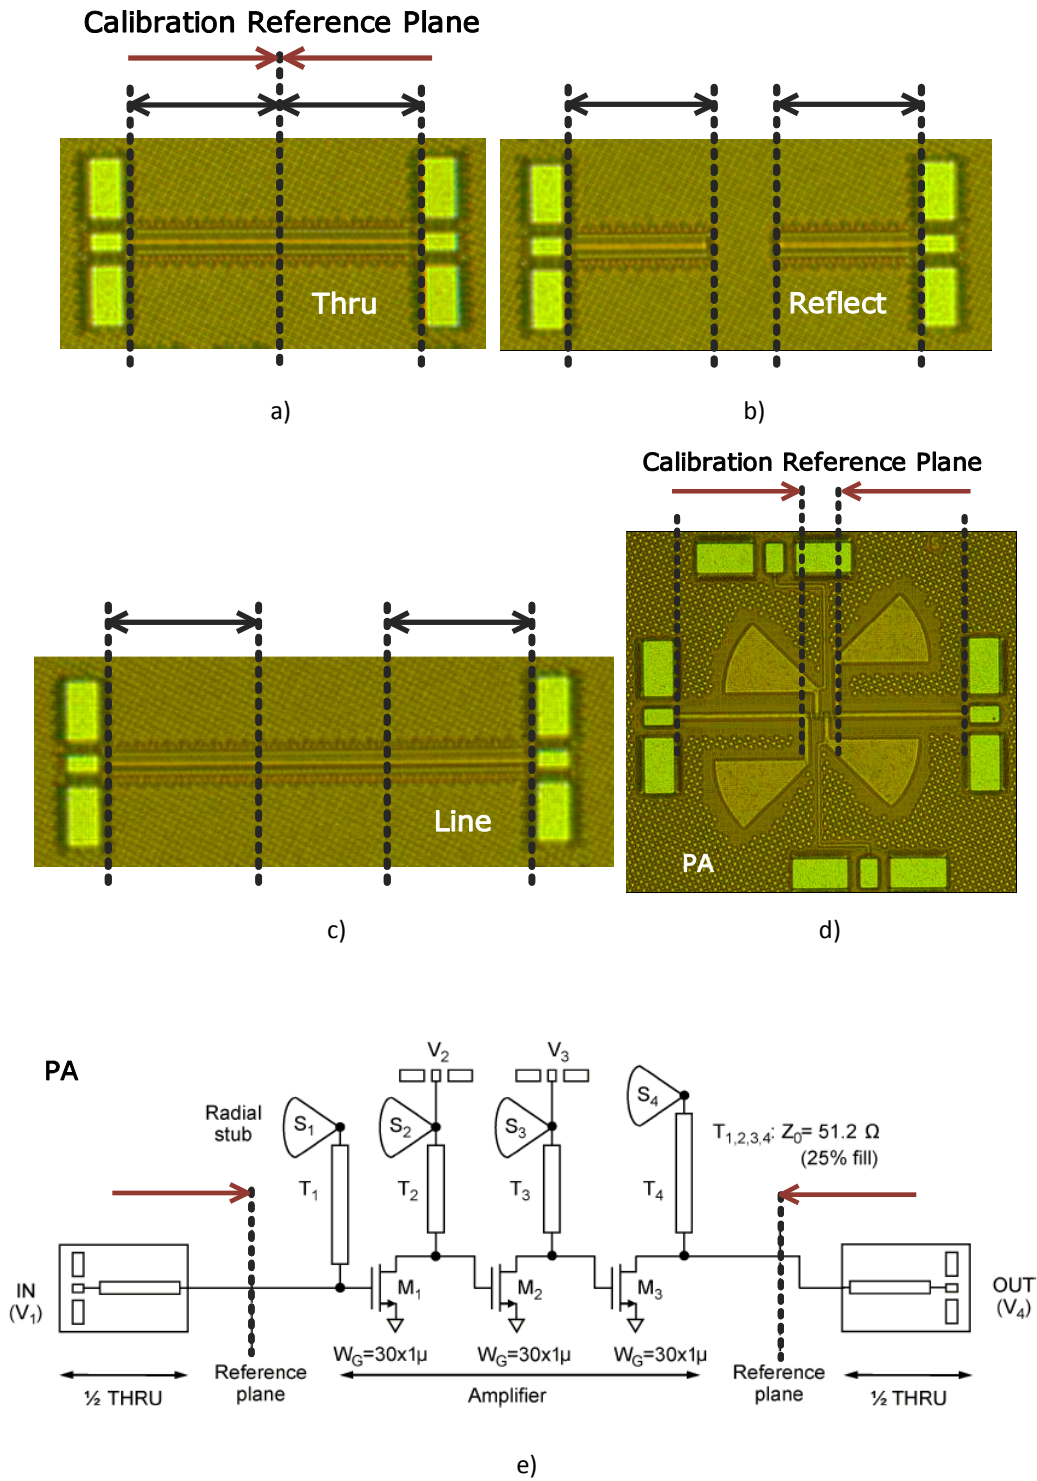 Calibration Reference Plane
Thru
Reflect
a)
b)
Calibration Reference Plane
Line
PA
c)
d)
PA
V2
V3
Radial
stub
S1
S2
S3
S4
T1,2,3,4: Z0= 51.2 Ω
(25% fill)
T1
T2
T3
T4
IN
(V1)
M1
M2
M3
OUT
(V4)
WG=30x1µ
WG=30x1µ
WG=30x1µ
½ THRU
Reference
plane
Amplifier
Reference
plane
½ THRU
e)